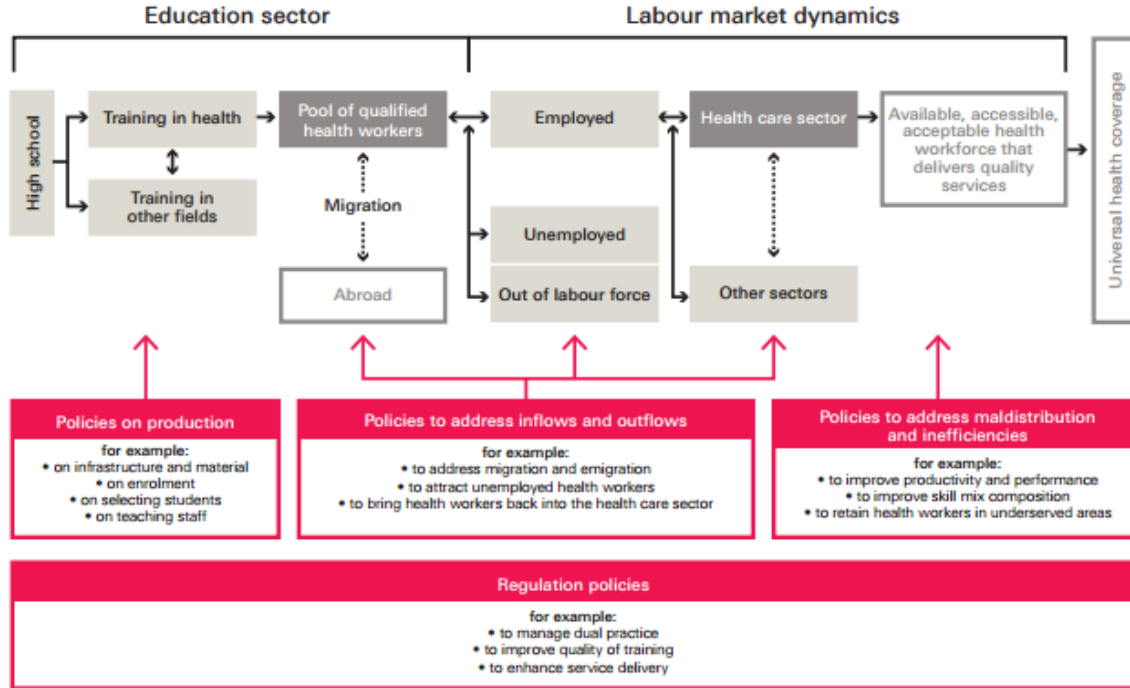 Education sector
Labour market dynamics
High school
Training in health
Training in
other fields
Pool of qualified
health workers
Migration
Abroad
Employed
Unemployed
Out of labour force
Health care sector
Other sectors
Available, accessible,
acceptable health
workforce that
delivers quality
services
Universal health coverage
Policies on production
for example:
• on infrastructure and material
• on enrolment
• on selecting students
• on teaching staff
Policies to address inflows and outflows
for example:
• to address migration and emigration
• to attract unemployed health workers
• to bring health workers back into the health care sector
Policies to address maldistribution
and inefficiencies
for example:
• to improve productivity and performance
• to improve skill mix composition
• to retain health workers in underserved areas
Regulation policies
for example:
• to manage dual practice
• to improve quality of training
• to enhance service delivery